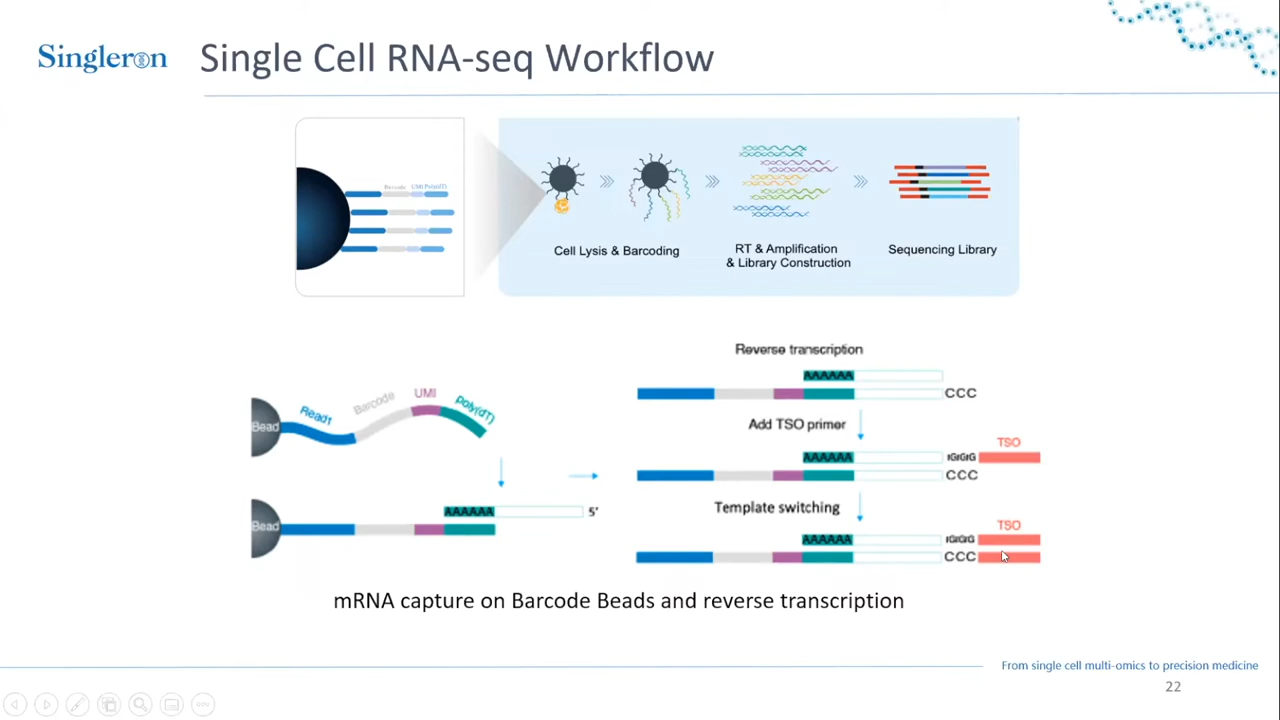 Singleron
Single Cell RNA-seq Workflow
Barcode UMI Poly(dT)
Cell Lysis & Barcoding
RT & Amplification
& Library Construction
Sequencing Library
Bead
Read1
Barcode
UMI
poly(dT)
Bead
AAAAAA
5'
Reverse transcription
AAAAAA
CCC
Add TSO primer
TSO
AAAAAA
rGrGrG
CCC
Template switching
TSO
AAAAAA
rGrGrG
CCC
mRNA capture on Barcode Beads and reverse transcription
From single cell multi-omics to precision medicine
22